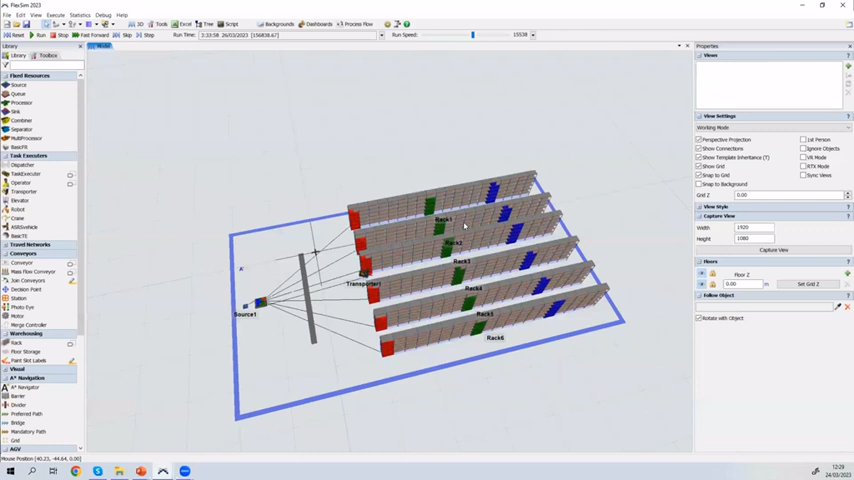 FlexSim 2023
File Edit View Statistics Build Execute Debug Help
3D Tools Excel Tree Script Backgrounds Dashboards Process Flow
Reset Run Stop Fast Forward Skip Step Run Time: 3:33:58 26/03/2023 [156838.67] Run Speed: 15538
Library
Library Toolbox
Fixed Resources
Source
Queue
Processor
Sink
Combiner
Separator
MultiProcessor
BasicFR
Task Executers
Dispatcher
TaskExecuter
Operator
Transporter
Elevator
Robot
Crane
ASRSvehicle
BasicTE
Travel Networks
Conveyors
Conveyor
Mass Flow Conveyor
Join Conveyors
Decision Point
Station
Photo Eye
Motor
Merge Controller
Warehousing
Rack
Floor Storage
Paint Slot Labels
Visual
A* Navigation
A* Navigator
Barrier
Divider
Preferred Path
Bridge
Mandatory Path
Grid
AGV
Mouse Position: [40.23, -44.64, 0.00]
Model
Rack1
Rack2
Rack3
Transporter1
Rack4
Source1
Rack5
Rack6
Properties
Views
View Settings
Working Mode
Perspective Projection 1st Person
Show Connections Ignore Objects
Show Template Inheritance (T) VR Mode
Show Grid RTX Mode
Snap to Grid Sync Views
Snap to Background
Grid Z 0.00
View Style
Capture View
Width 1920
Height 1080
Capture View
Floors
Floor Z
0.00 m Set Grid Z
Follow Object
Rotate with Object
12:29
24/03/2023